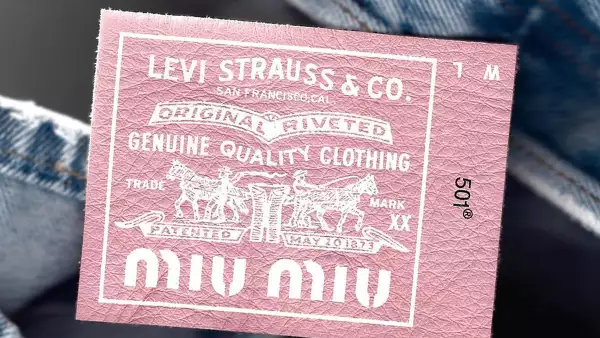 LEVI STRAUSS & CO.
SAN FRANCISCO, CAL.
ORIGINAL RIVETED
GENUINE QUALITY CLOTHING
TRADE MARK
XX
PATENTED MAY 20 1873
miu miu
W L
501®